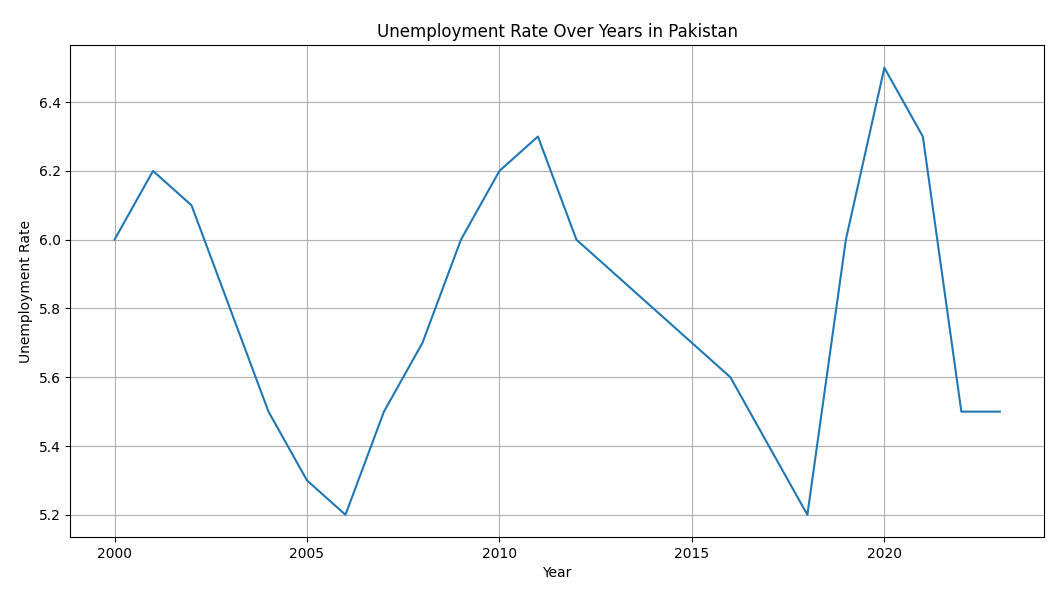 Unemployment Rate Over Years in Pakistan
Unemployment Rate
6.4
6.2
6.0
5.8
5.6
5.4
5.2
2000 2005 2010 2015 2020
Year